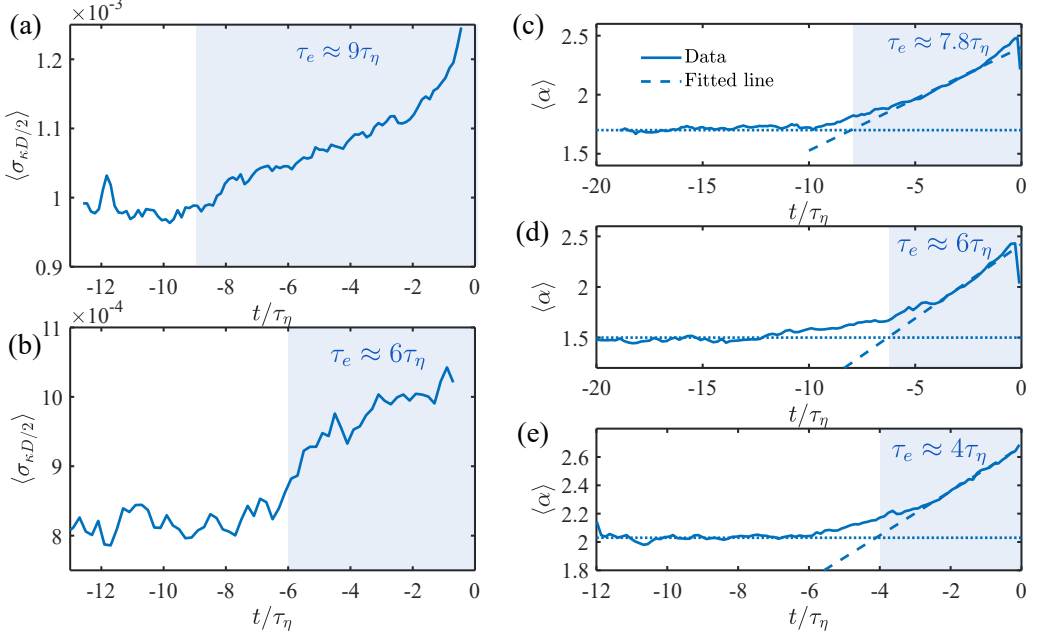 (a)
×10⁻³
1.2
1.1
1
0.9
⟨σ_{κD/2}⟩
τ_e ≈ 9τ_η
-12
-10
-8
-6
-4
-2
0
t/τ_η
(b)
×10⁻⁴
11
10
9
8
⟨σ_{κD/2}⟩
τ_e ≈ 6τ_η
-12
-10
-8
-6
-4
-2
0
t/τ_η
(c)
2.5
2
1.5
⟨α⟩
Data
Fitted line
τ_e ≈ 7.8τ_η
-20
-15
-10
-5
0
t/τ_η
(d)
2.5
2
1.5
⟨α⟩
τ_e ≈ 6τ_η
-20
-15
-10
-5
0
t/τ_η
(e)
2.6
2.4
2.2
2
1.8
⟨α⟩
τ_e ≈ 4τ_η
-12
-10
-8
-6
-4
-2
0
t/τ_η